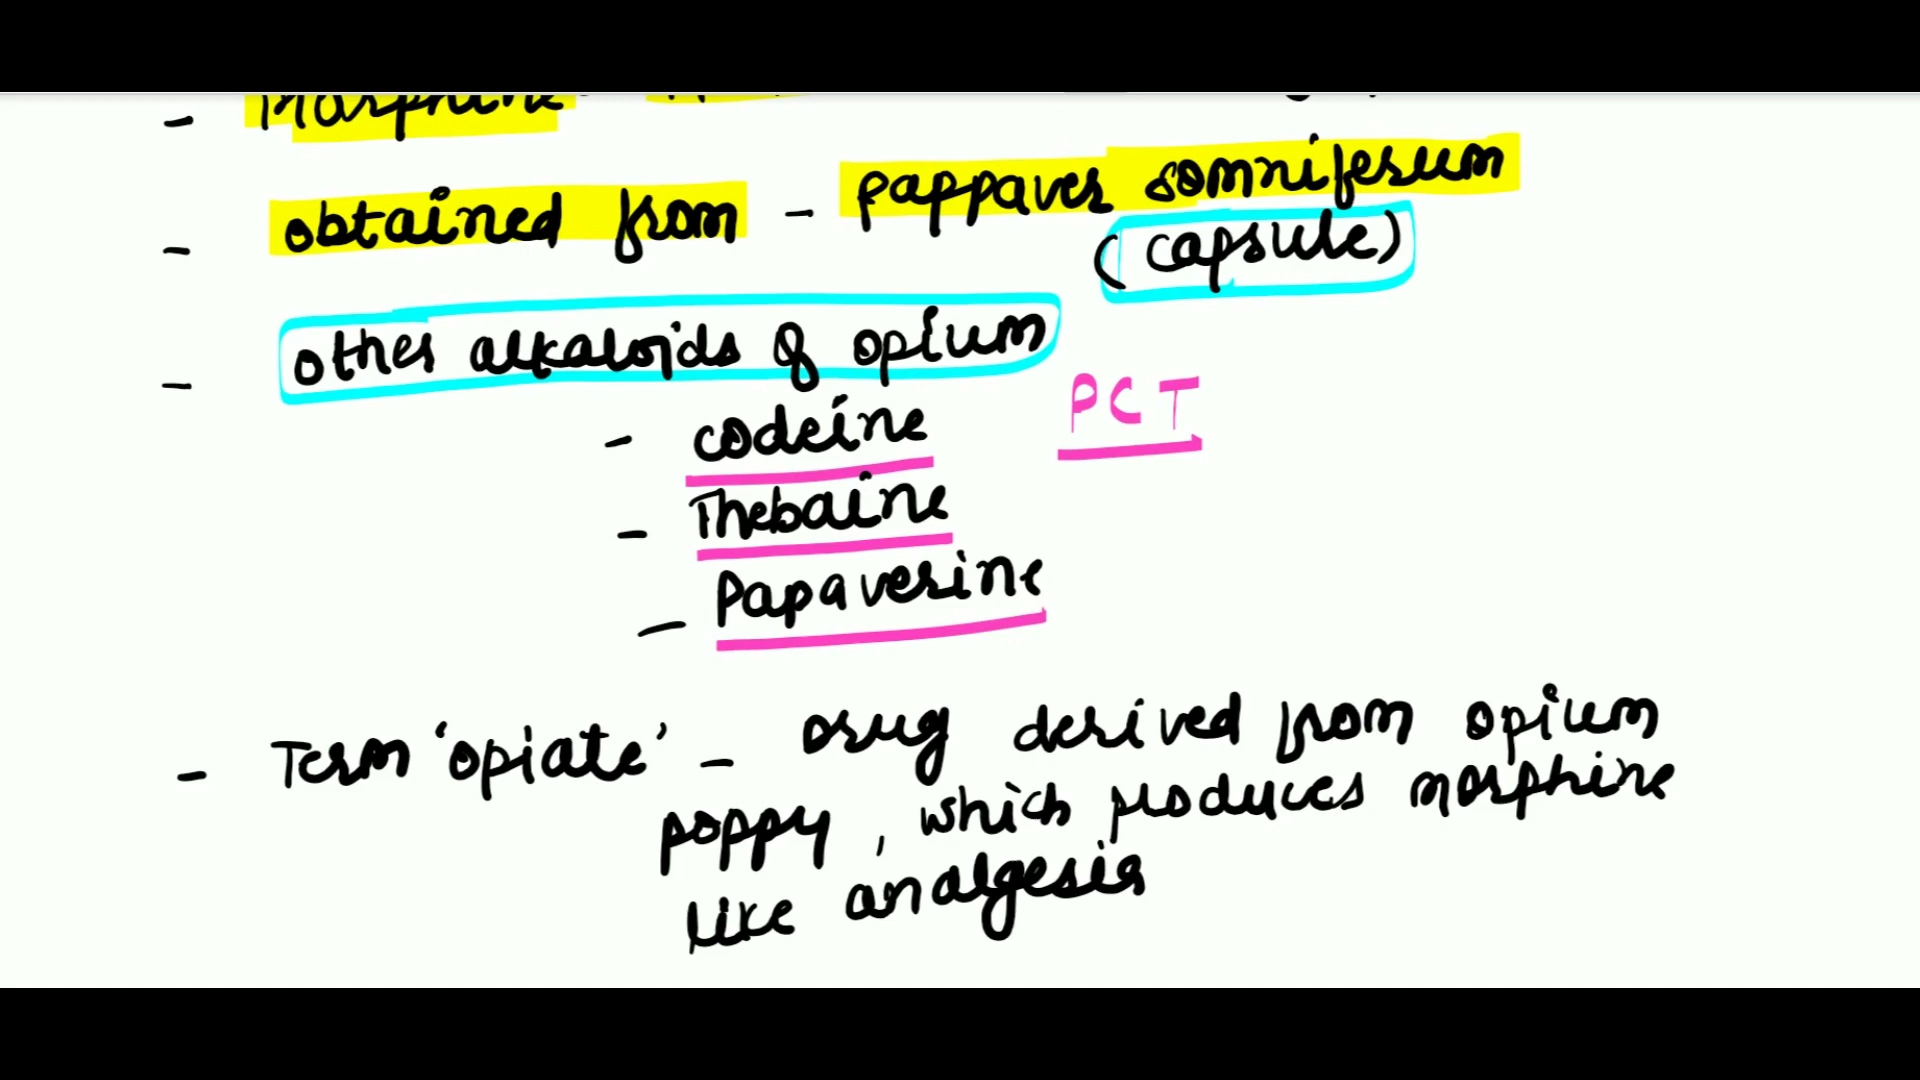 - Morphine -
- obtained from - pappaver somniferum
(capsule)
- other alkaloids of opium
- codeine PCT
- Thebaine
- Papaverine
- Term 'opiate' - Drug derived from opium
poppy, which produces morphine
like analgesia